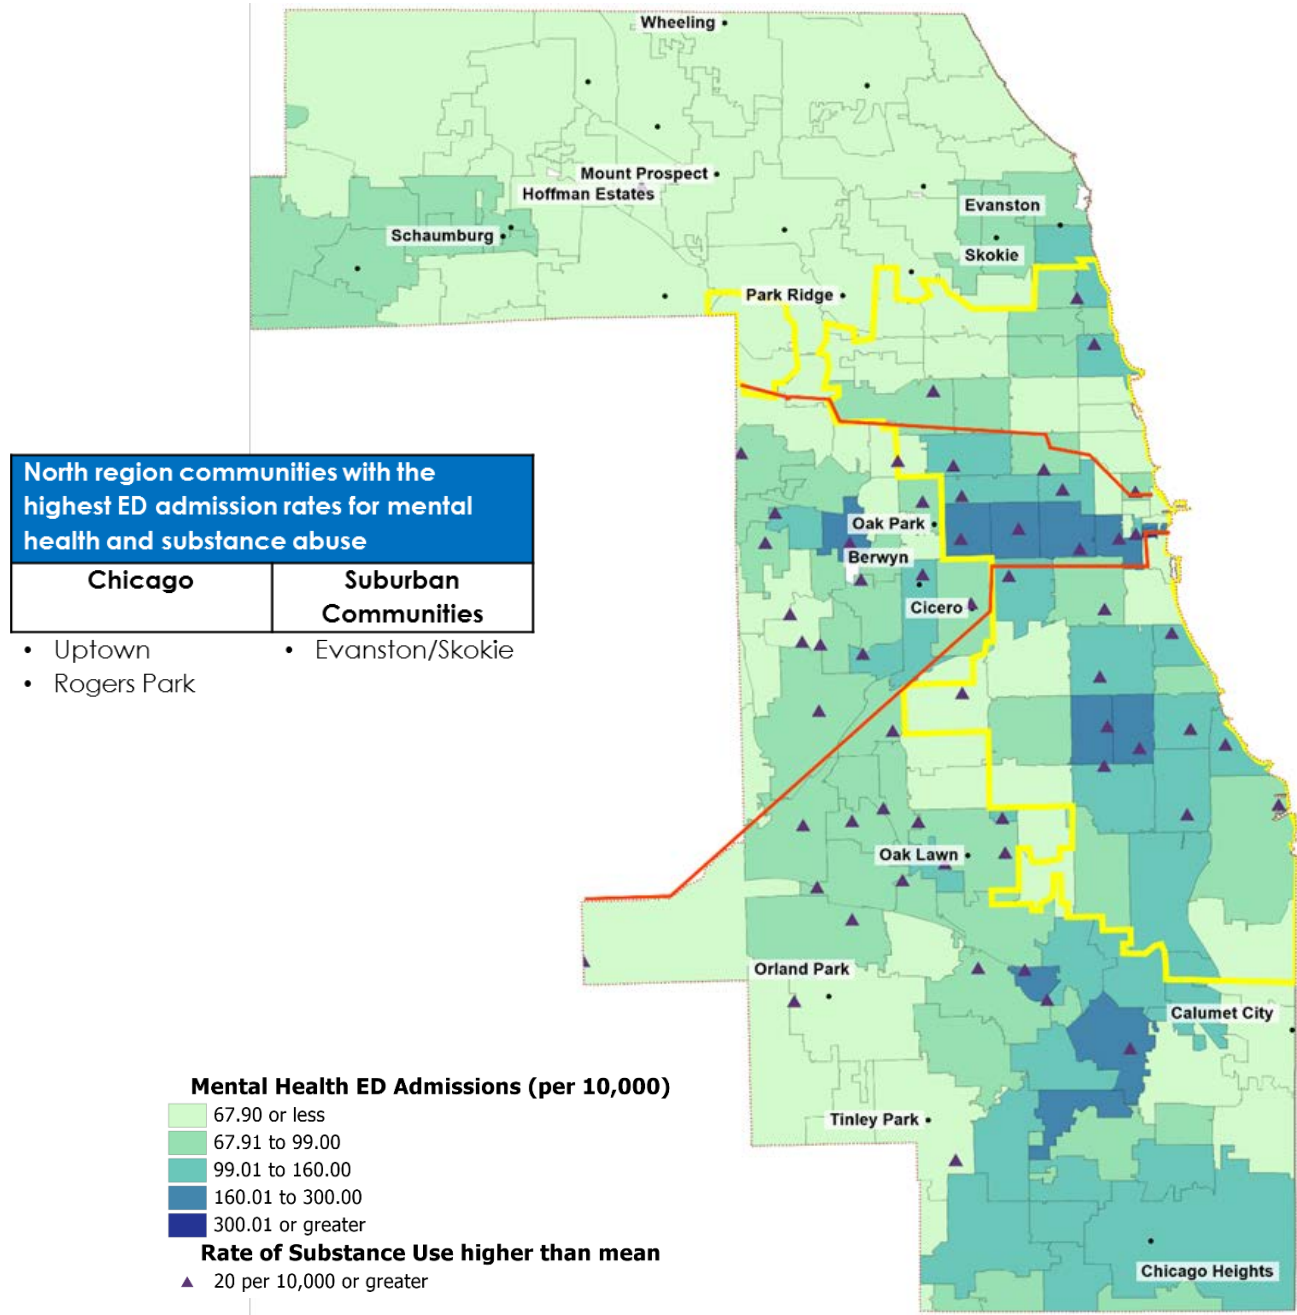 Wheeling
Mount Prospect
Hoffman Estates
Schaumburg
Evanston
Skokie
Park Ridge
North region communities with the
highest ED admission rates for mental
health and substance abuse
Chicago
Suburban
Communities
• Uptown
• Rogers Park
• Evanston/Skokie
Oak Park
Berwyn
Cicero
Oak Lawn
Orland Park
Calumet City
Tinley Park
Chicago Heights
Mental Health ED Admissions (per 10,000)
67.90 or less
67.91 to 99.00
99.01 to 160.00
160.01 to 300.00
300.01 or greater
Rate of Substance Use higher than mean
20 per 10,000 or greater